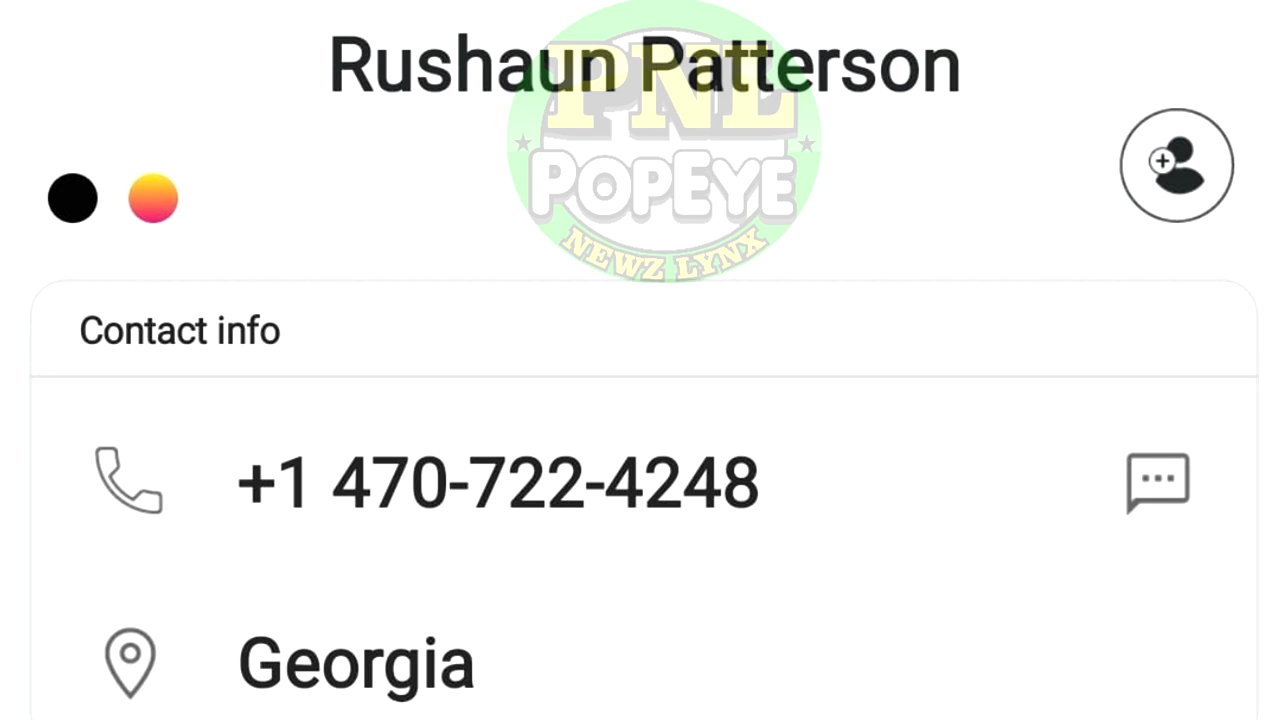 Rushaun Patterson
PNL
POPEYE
NEWZ LYNX
Contact info
+1 470-722-4248
Georgia